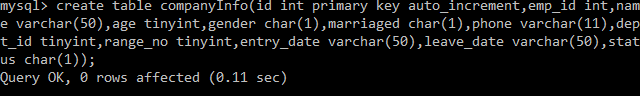 mysql> create table companyInfo(id int primary key auto_increment,emp_id int,nam
e varchar(50),age tinyint,gender char(1),marriaged char(1),phone varchar(11),dep
t_id tinyint,range_no tinyint,entry_date varchar(50),leave_date varchar(50),stat
us char(1));
Query OK, 0 rows affected (0.11 sec)